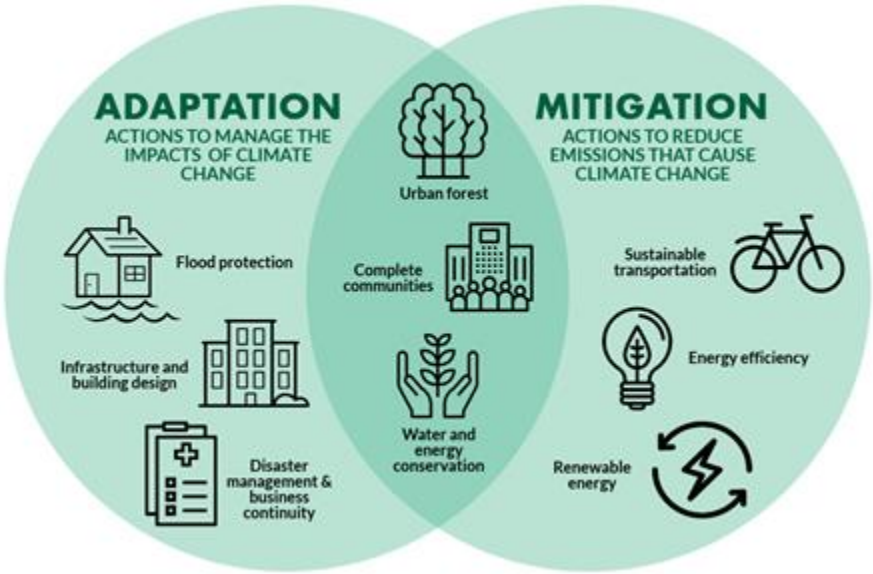 ADAPTATION
ACTIONS TO MANAGE THE
IMPACTS OF CLIMATE
CHANGE
Flood protection
Infrastructure and
building design
Disaster
management &
business
continuity
Urban forest
Complete
communities
Water and
energy
conservation
MITIGATION
ACTIONS TO REDUCE
EMISSIONS THAT CAUSE
CLIMATE CHANGE
Sustainable
transportation
Energy efficiency
Renewable
energy